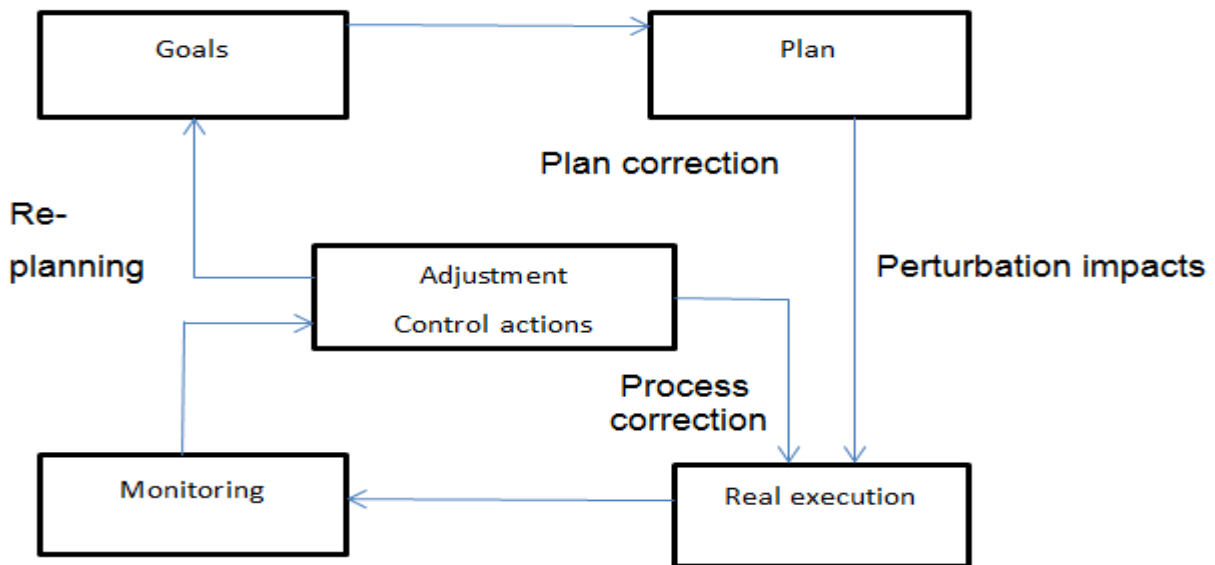 Goals
Plan
Plan correction
Re-
planning
Adjustment
Control actions
Perturbation impacts
Process
correction
Monitoring
Real execution